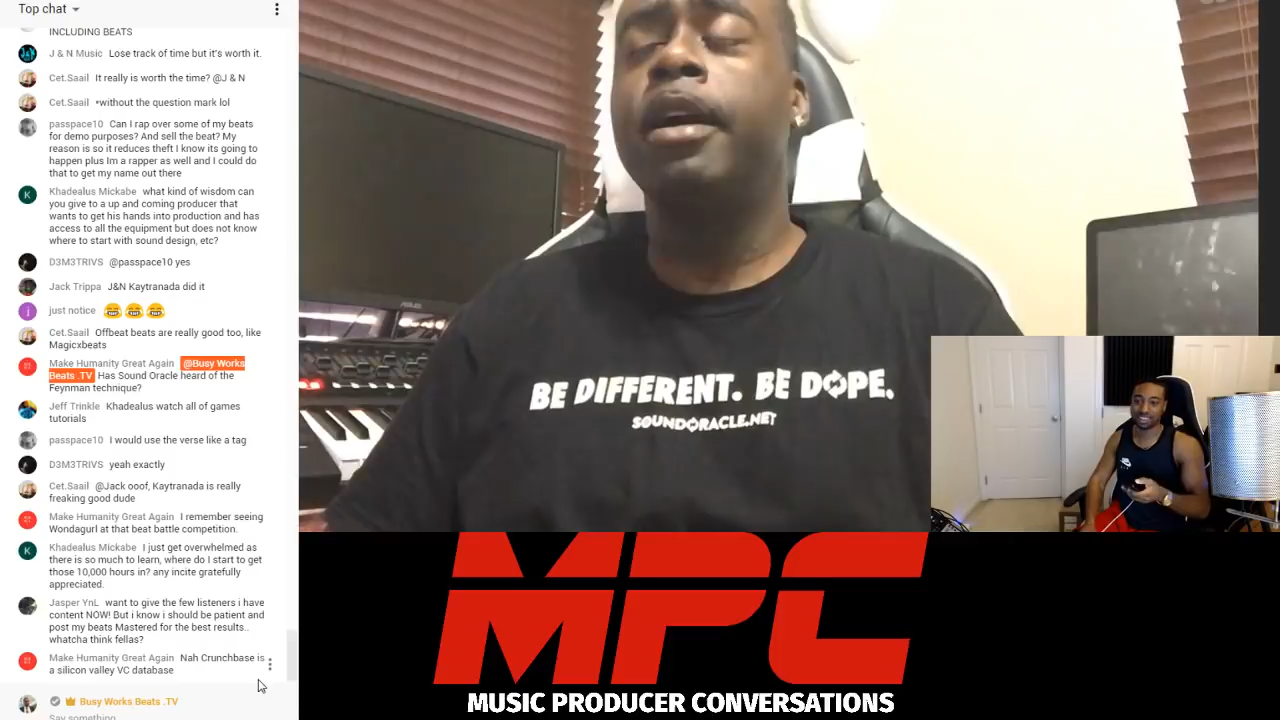 Top chat
INCLUDING BEATS
J & N Music Lose track of time but it's worth it.
Cet.Saail It really is worth the time? @J & N
Cet.Saail *without the question mark lol
passpace10 Can I rap over some of my beats
for demo purposes? And sell the beat? My
reason is so it reduces theft I know its going to
happen plus Im a rapper as well and I could do
that to get my name out there
Khadealus Mickabe what kind of wisdom can
you give to a up and coming producer that
wants to get his hands into production and has
access to all the equipment but does not know
where to start with sound design, etc?
D3M3TRIVS @passpace10 yes
Jack Trippa J&N Kaytranada did it
just notice
Cet.Saail Offbeat beats are really good too, like
Magicxbeats
Make Humanity Great Again @Busy Works
Beats .TV Has Sound Oracle heard of the
Feynman technique?
Jeff Trinkle Khadealus watch all of games
tutorials
passpace10 I would use the verse like a tag
D3M3TRIVS yeah exactly
Cet.Saail @Jack ooof, Kaytranada is really
freaking good dude
Make Humanity Great Again I remember seeing
Wondagurl at that beat battle competition.
Khadealus Mickabe I just get overwhelmed as
there is so much to learn, where do I start to get
those 10,000 hours in? any incite gratefully
appreciated.
Jasper YnL want to give the few listeners i have
content NOW! But i know i should be patient and
post my beats Mastered for the best results..
whatcha think fellas?
Make Humanity Great Again Nah Crunchbase is
a silicon valley VC database
Busy Works Beats .TV
Say something
K
j
K
ASUS
BE DIFFERENT. BE DOPE.
SOUNDORACLE.NET
MPC
MUSIC PRODUCER CONVERSATIONS